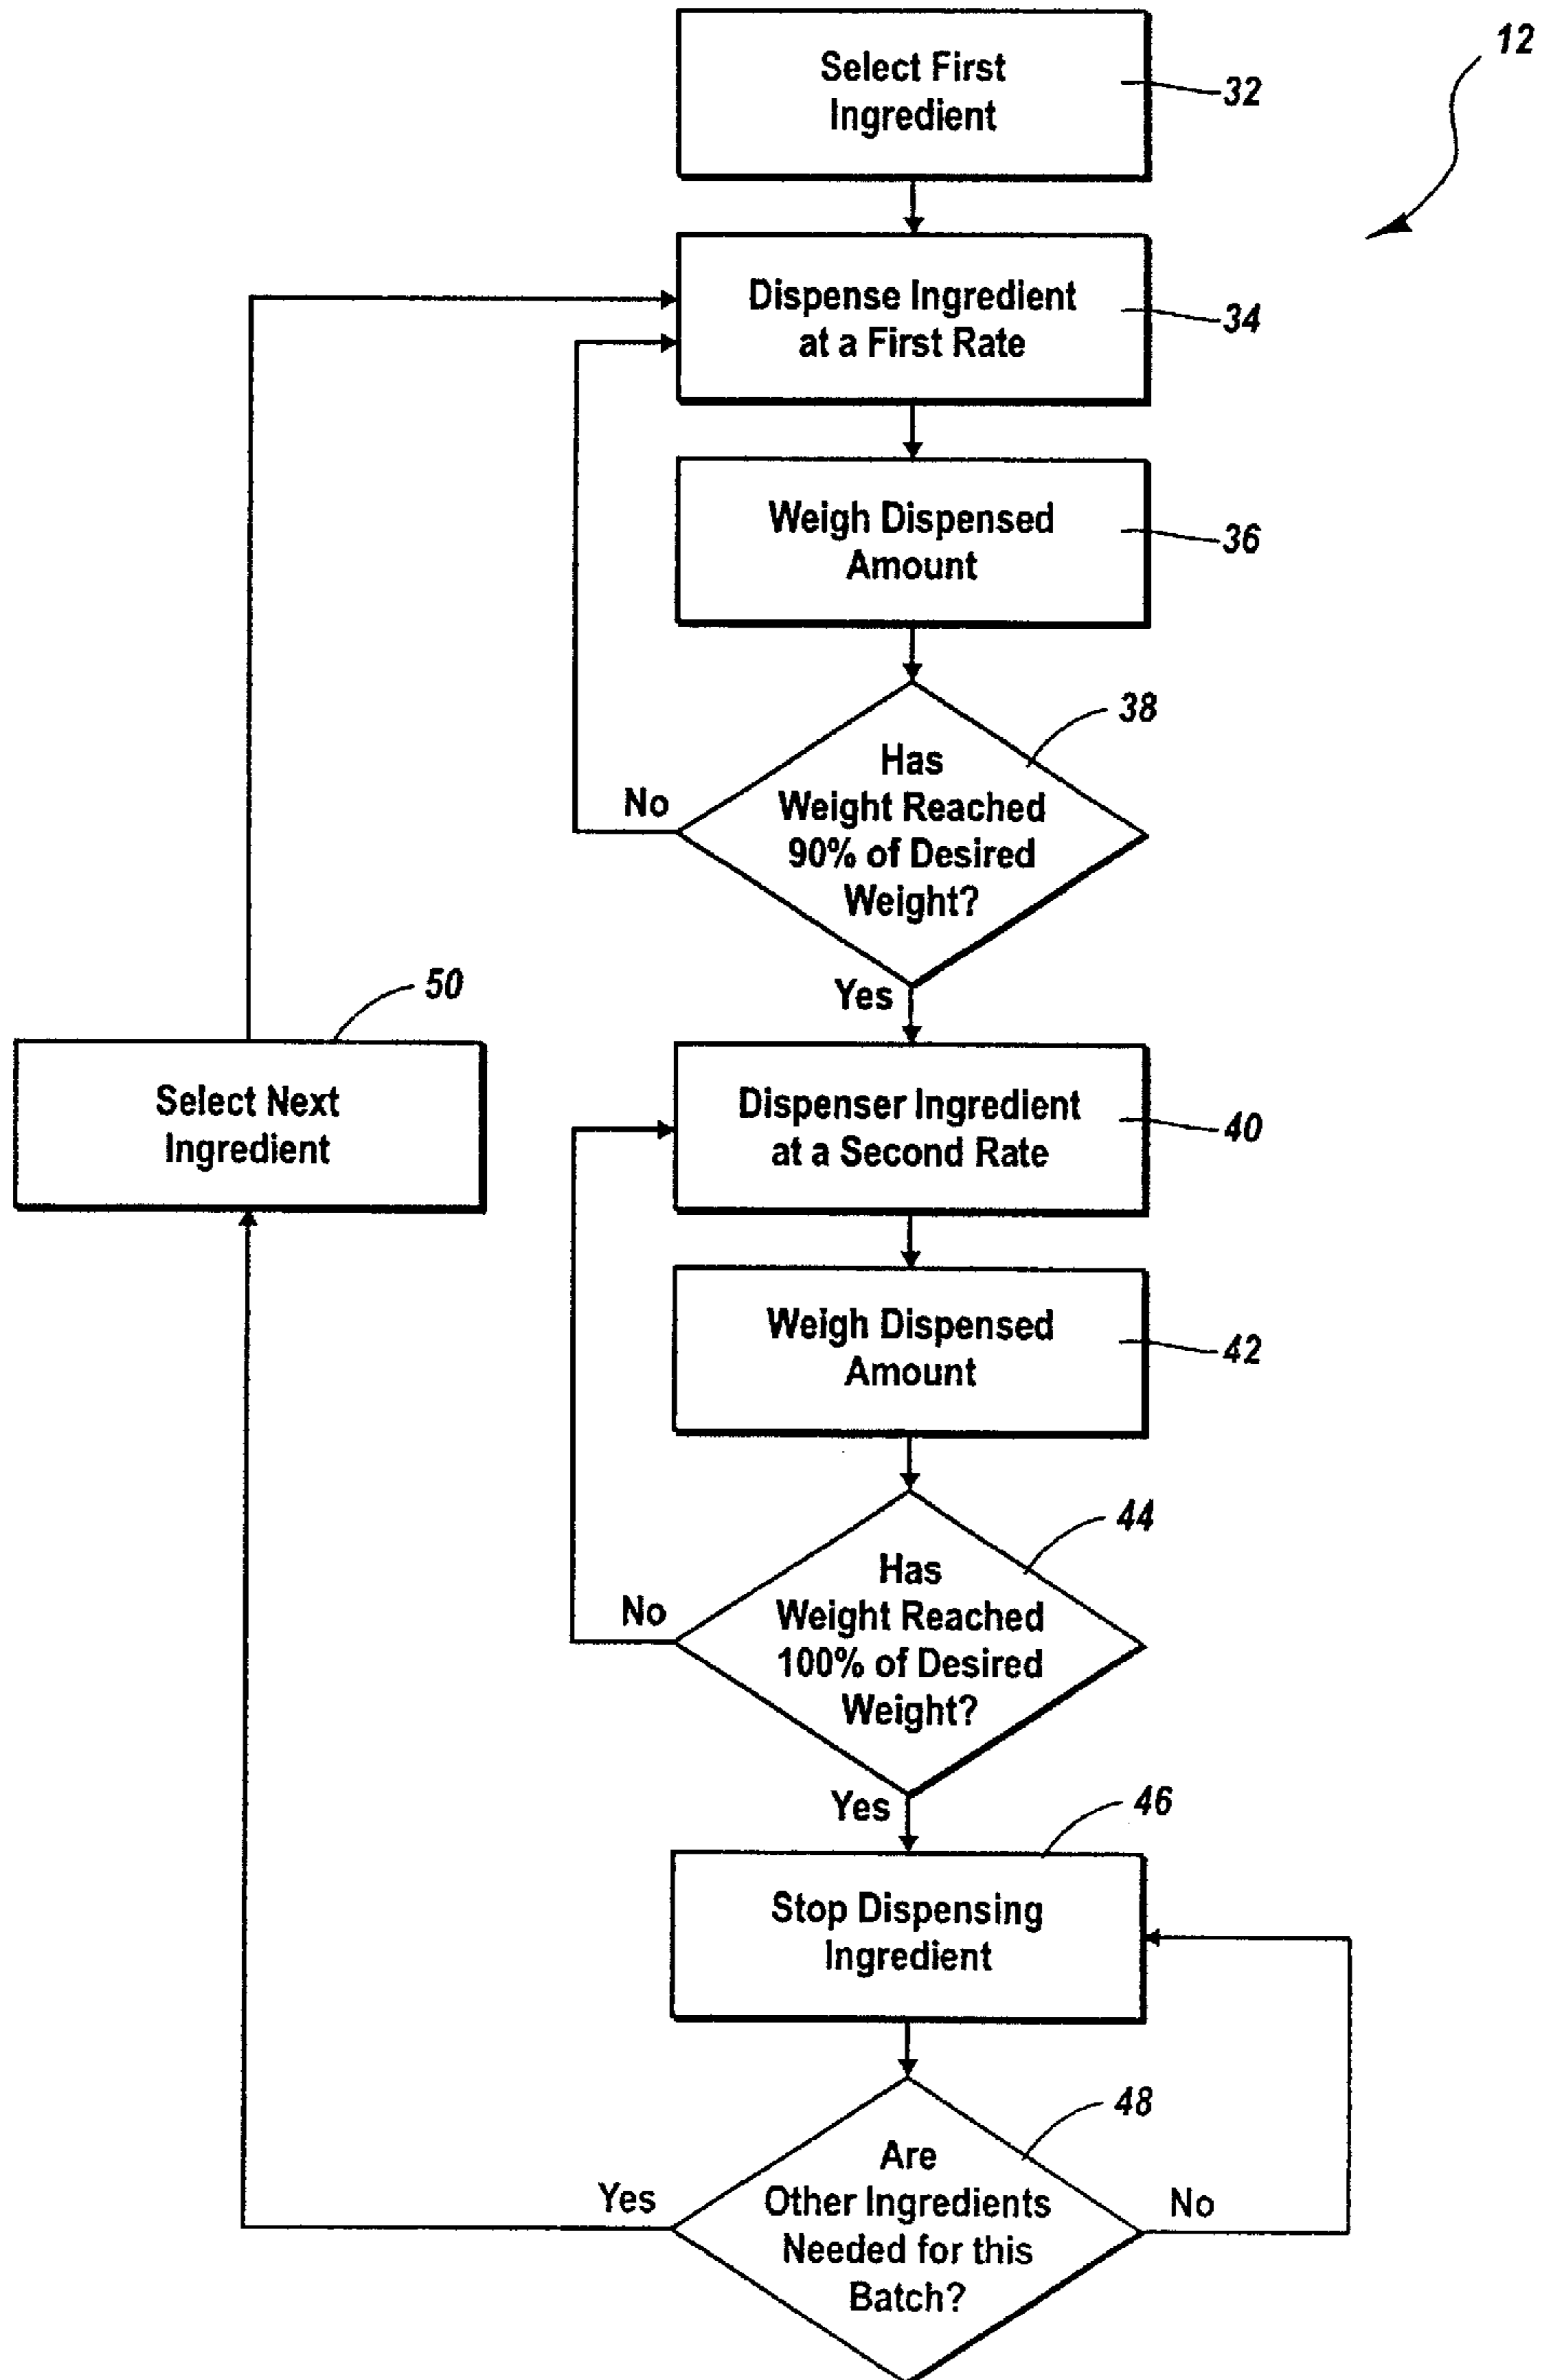 12
Select First
Ingredient
32
Dispense Ingredient
at a First Rate
34
Weigh Dispensed
Amount
36
38
Has
Weight Reached
90% of Desired
Weight?
No
Yes
50
Select Next
Ingredient
Dispenser Ingredient
at a Second Rate
40
Weigh Dispensed
Amount
42
44
Has
Weight Reached
100% of Desired
Weight?
No
Yes
46
Stop Dispensing
Ingredient
48
Are
Other Ingredients
Needed for this
Batch?
Yes
No